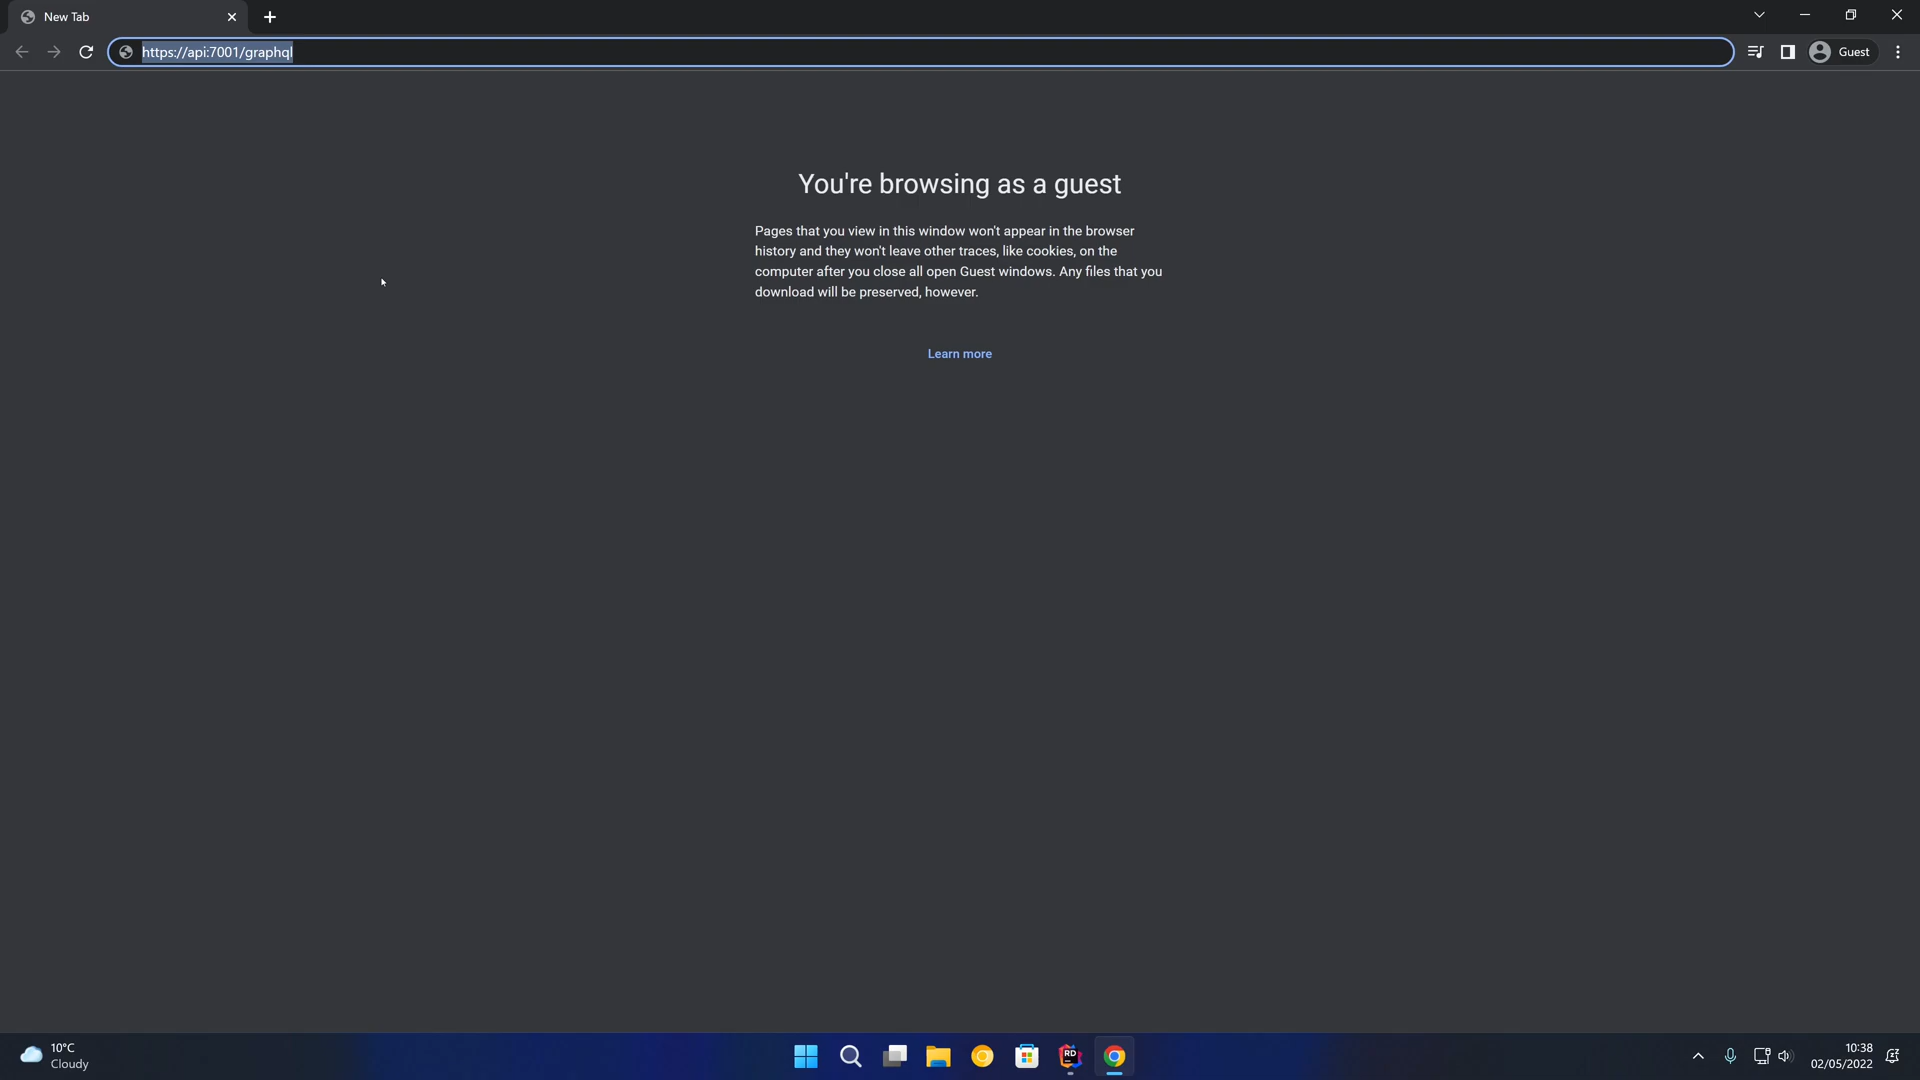 New Tab
https://api:7001/graphql
Guest
You're browsing as a guest
Pages that you view in this window won't appear in the browser
history and they won't leave other traces, like cookies, on the
computer after you close all open Guest windows. Any files that you
download will be preserved, however.
Learn more
10°C
Cloudy
RD
10:38
02/05/2022